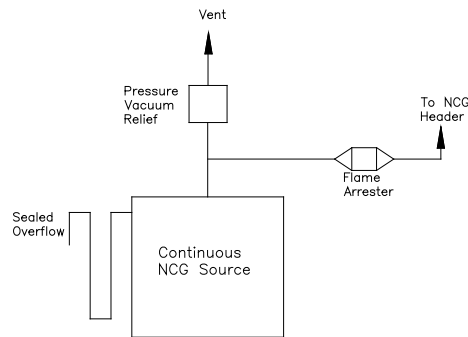 Vent
Pressure
Vacuum
Relief
To NCG
Header
Flame
Arrester
Sealed
Overflow
Continuous
NCG Source